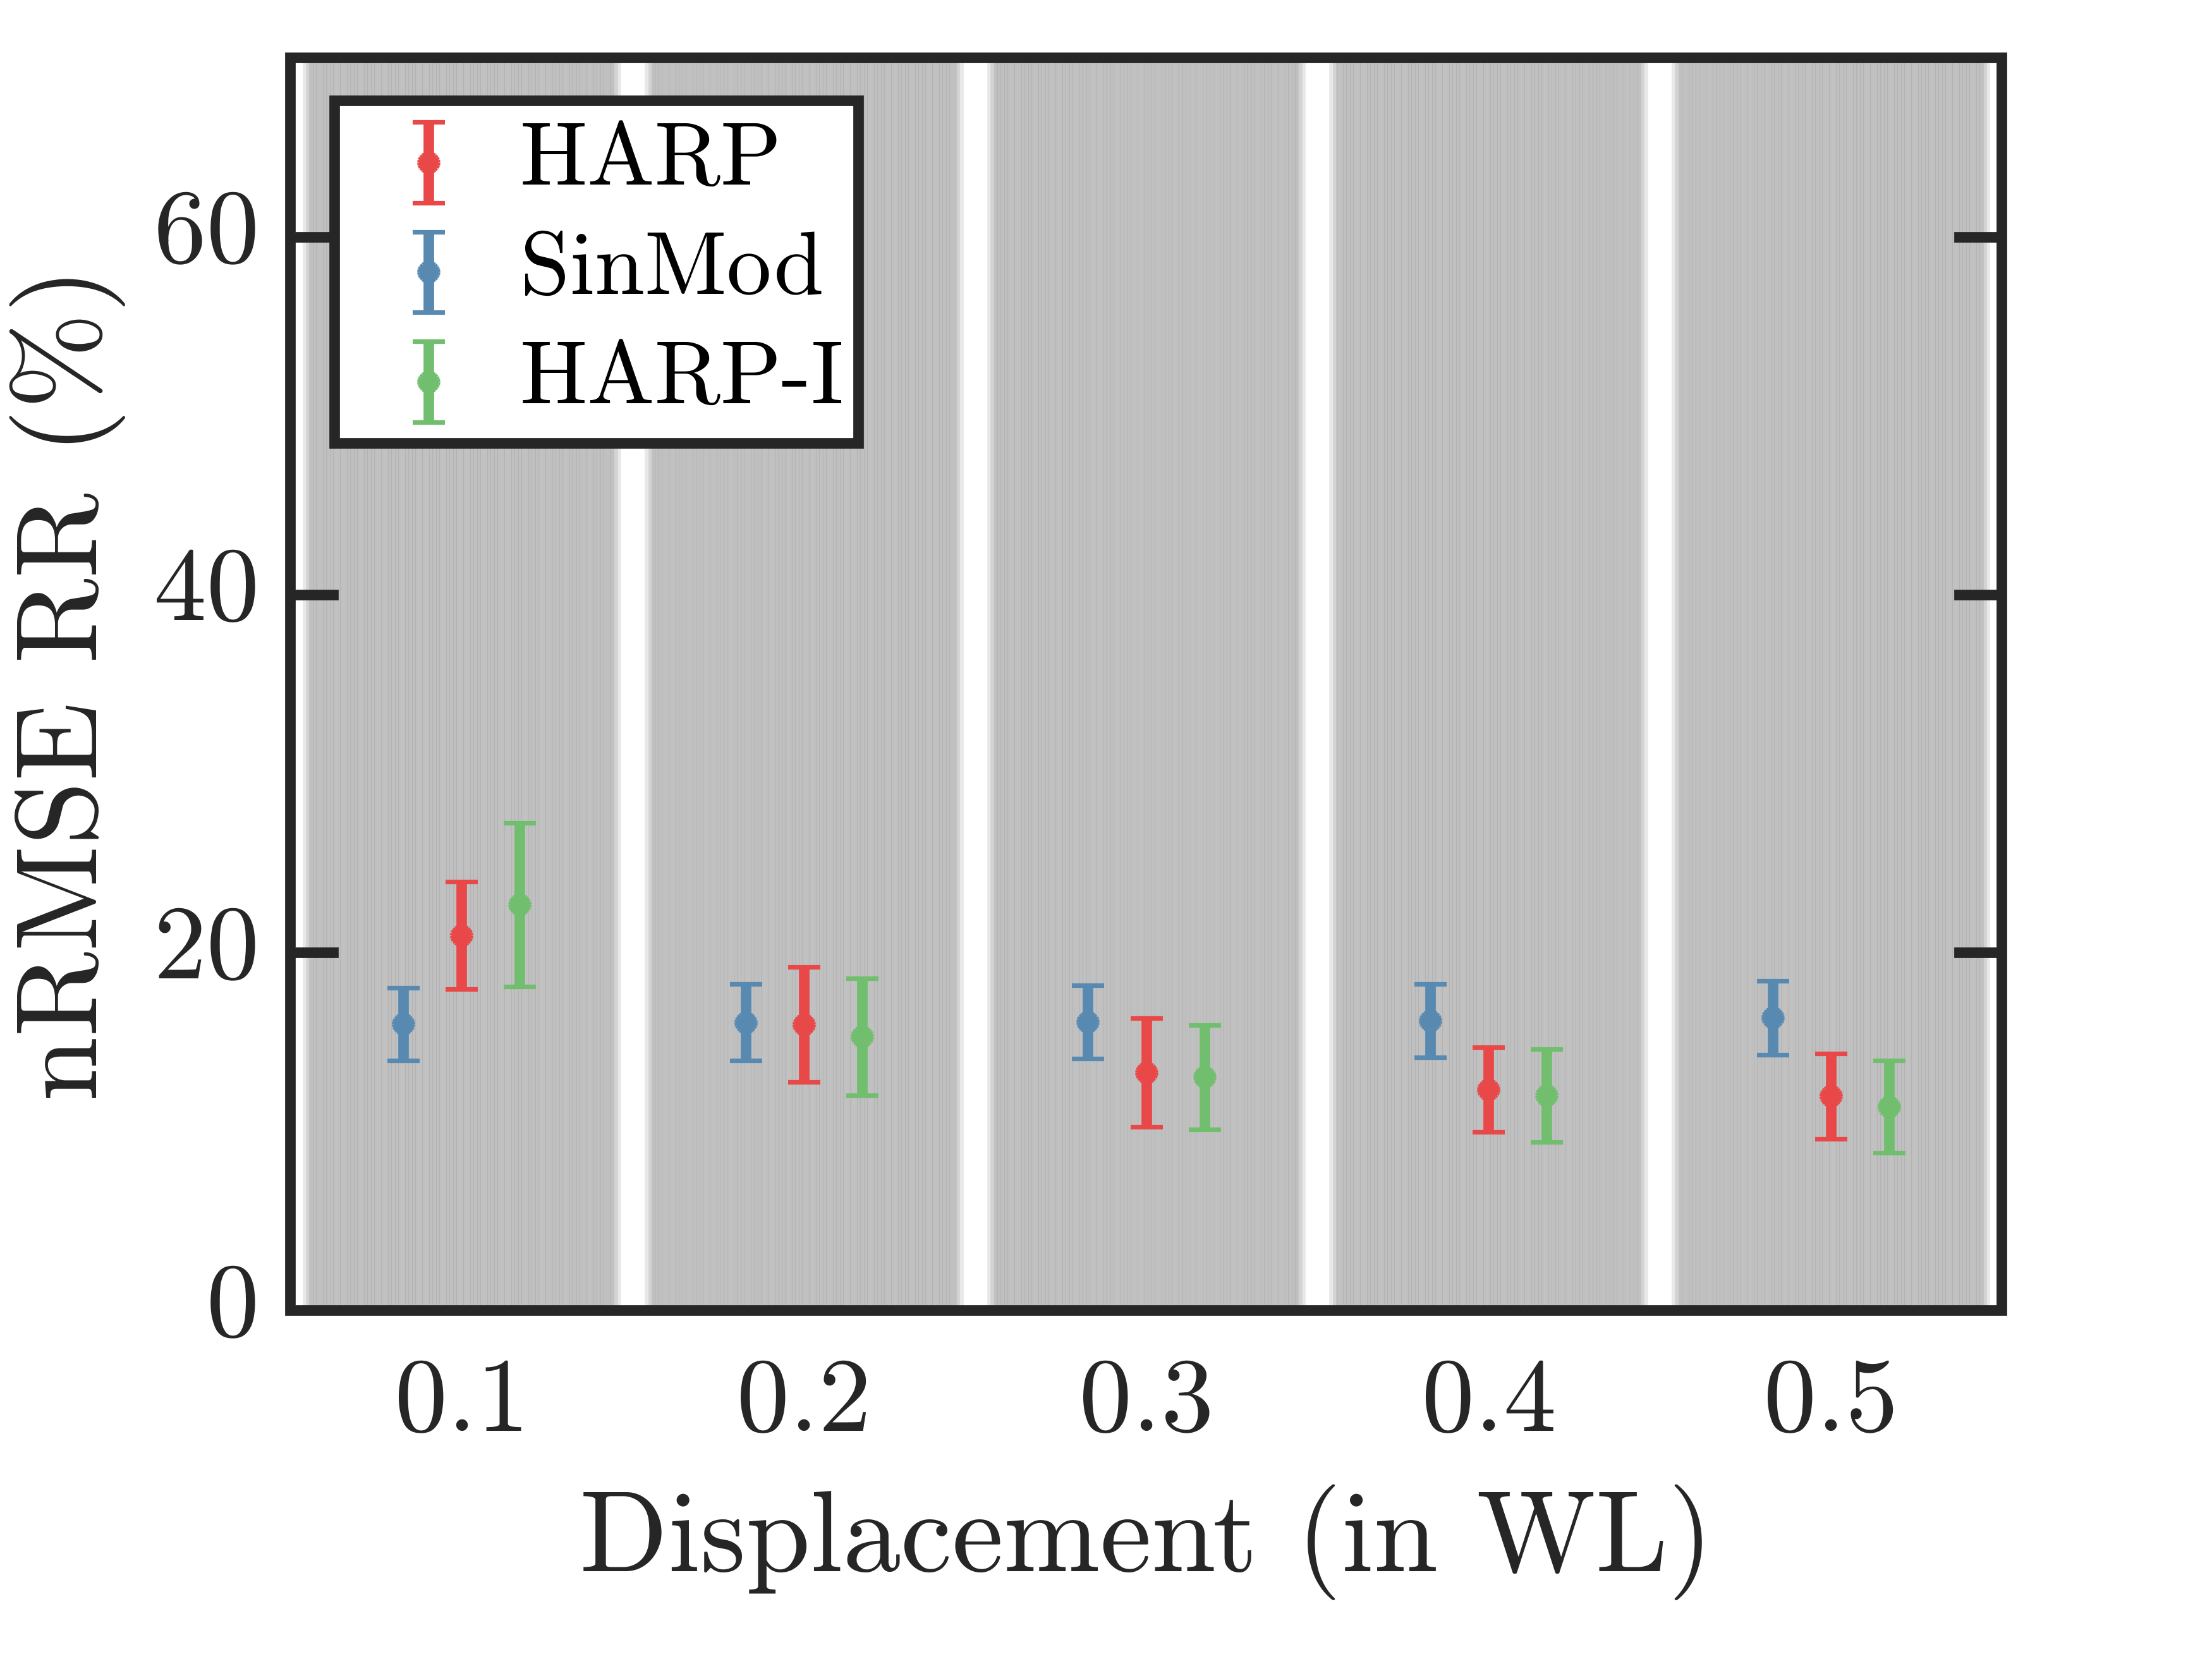 nRMSE RR (%)
60
40
20
0
HARP
SinMod
HARP-I
0.1 0.2 0.3 0.4 0.5
Displacement (in WL)